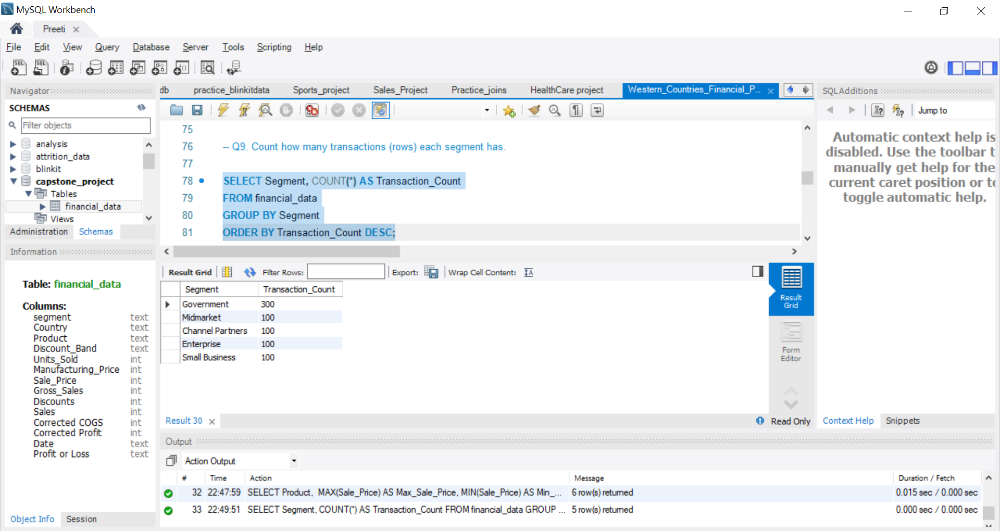 MySQL Workbench
Preeti
File Edit View Query Database Server Tools Scripting Help
Navigator
SCHEMAS
Filter objects
analysis
attrition_data
blinkit
capstone_project
Tables
financial_data
Views
Administration Schemas
Information
Table: financial_data
Columns:
segment text
Country text
Product text
Discount_Band text
Units_Sold int
Manufacturing_Price int
Sale_Price int
Gross_Sales int
Discounts int
Sales int
Corrected COGS int
Corrected Profit int
Date text
Profit or Loss text
Object Info Session
db practice_blinkitdata Sports_project Sales_Project Practice_joins HealthCare project Western_Countries_Financial_P...
75
76 -- Q9. Count how many transactions (rows) each segment has.
77
78 SELECT Segment, COUNT(*) AS Transaction_Count
79 FROM financial_data
80 GROUP BY Segment
81 ORDER BY Transaction_Count DESC;
Result Grid Filter Rows: Export: Wrap Cell Content:
Segment Transaction_Count
Government 300
Midmarket 100
Channel Partners 100
Enterprise 100
Small Business 100
Result
Grid
Form
Editor
Result 30 Read Only
SQLAdditions
Jump to
Automatic context help is
disabled. Use the toolbar t
manually get help for the
current caret position or to
toggle automatic help.
Context Help Snippets
Output
Action Output
# Time Action Message Duration / Fetch
32 22:47:59 SELECT Product, MAX(Sale_Price) AS Max_Sale_Price, MIN(Sale_Price) AS Min_... 6 row(s) returned 0.015 sec / 0.000 sec
33 22:49:51 SELECT Segment, COUNT(*) AS Transaction_Count FROM financial_data GROUP ... 5 row(s) returned 0.000 sec / 0.000 sec